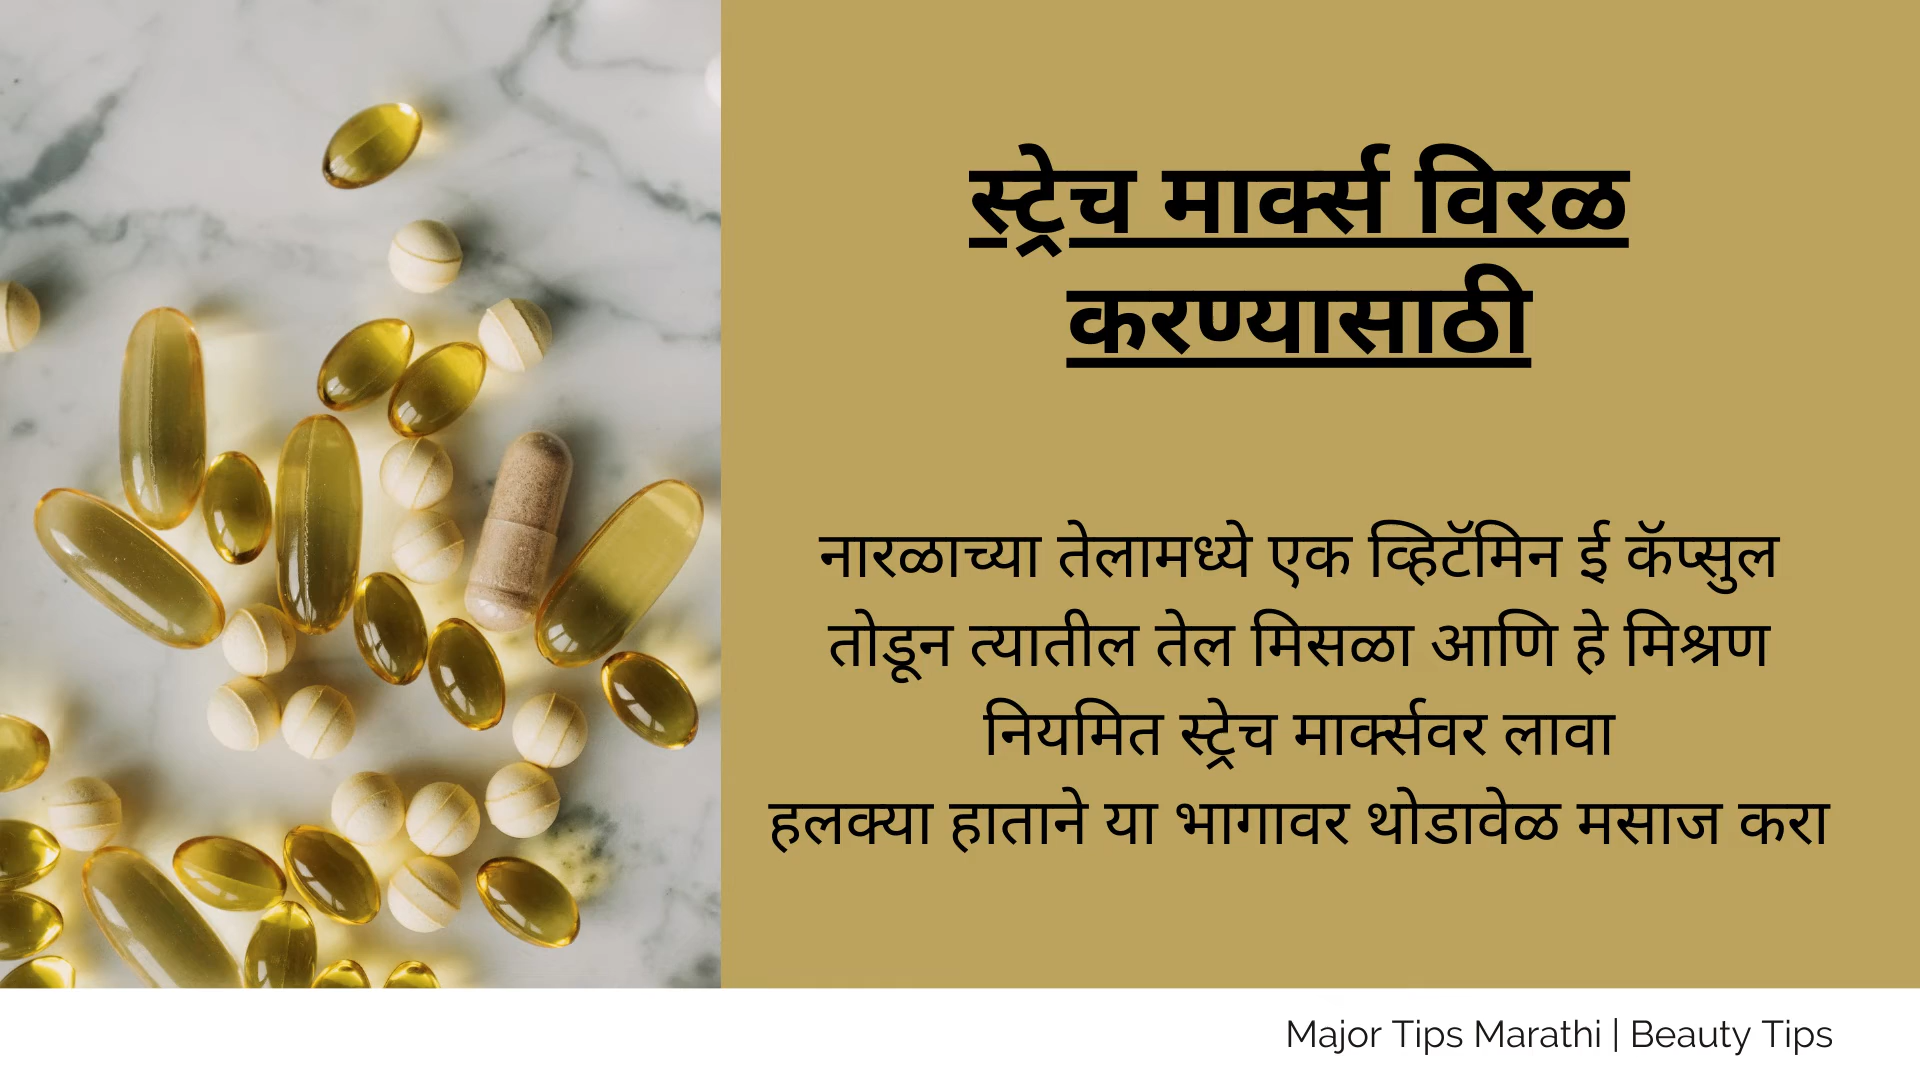 स्ट्रेच मार्क्स विरळ
करण्यासाठी
नारळाच्या तेलामध्ये एक व्हिटॅमिन ई कॅप्सुल
तोडून त्यातील तेल मिसळा आणि हे मिश्रण
नियमित स्ट्रेच मार्क्सवर लावा
हलक्या हाताने या भागावर थोडावेळ मसाज करा
Major Tips Marathi | Beauty Tips